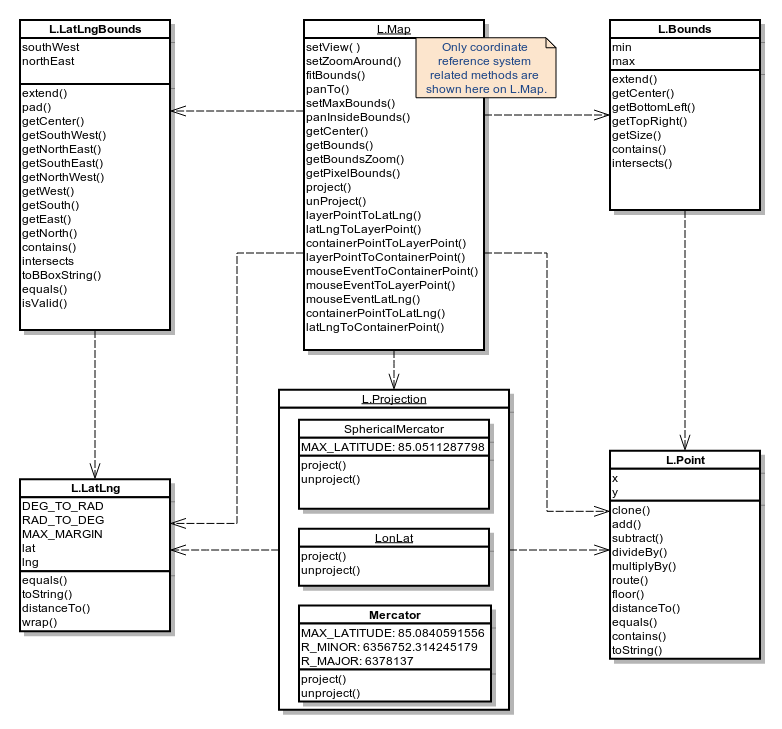 L.LatLngBounds
southWest
northEast
extend()
pad()
getCenter()
getSouthWest()
getNorthEast()
getSouthEast()
getNorthWest()
getWest()
getSouth()
getEast()
getNorth()
contains()
intersects
toBBoxString()
equals()
isValid()
L.Map
setView( )
setZoomAround()
fitBounds()
panTo()
setMaxBounds()
panInsideBounds()
getCenter()
getBounds()
getBoundsZoom()
getPixelBounds()
project()
unProject()
layerPointToLatLng()
latLngToLayerPoint()
containerPointToLayerPoint()
layerPointToContainerPoint()
mouseEventToContainerPoint()
mouseEventToLayerPoint()
mouseEventLatLng()
containerPointToLatLng()
latLngToContainerPoint()
Only coordinate
reference system
related methods are
shown here on L.Map.
L.Bounds
min
max
extend()
getCenter()
getBottomLeft()
getTopRight()
getSize()
contains()
intersects()
L.Projection
SphericalMercator
MAX_LATITUDE: 85.0511287798
project()
unproject()
LonLat
project()
unproject()
Mercator
MAX_LATITUDE: 85.0840591556
R_MINOR: 6356752.314245179
R_MAJOR: 6378137
project()
unproject()
L.LatLng
DEG_TO_RAD
RAD_TO_DEG
MAX_MARGIN
lat
lng
equals()
toString()
distanceTo()
wrap()
L.Point
x
y
clone()
add()
subtract()
divideBy()
multiplyBy()
route()
floor()
distanceTo()
equals()
contains()
toString()